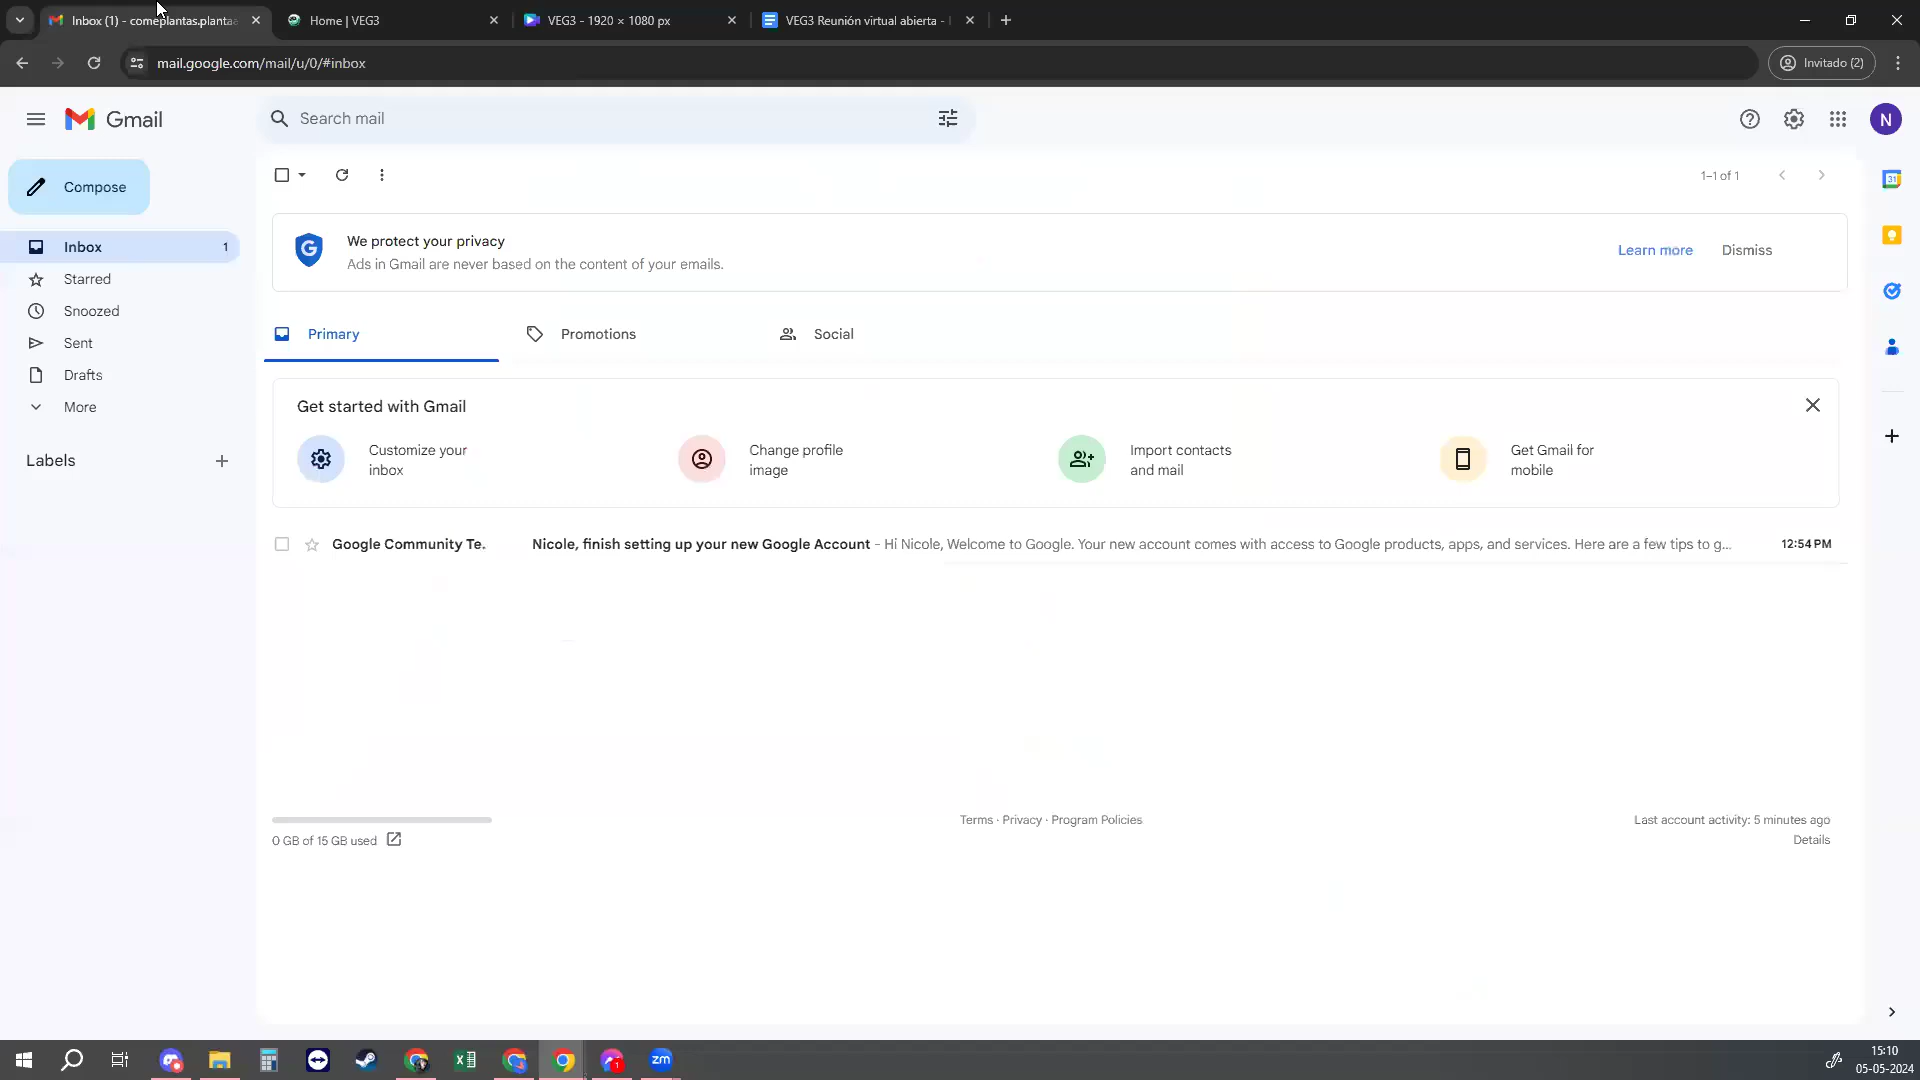 Inbox (1) - comeplantas.planta
Home | VEG3
VEG3 - 1920 × 1080 px
VEG3 Reunión virtual abierta -
mail.google.com/mail/u/0/#inbox
Invitado (2)
Gmail
Search mail
N
Compose
1–1 of 1
We protect your privacy
Ads in Gmail are never based on the content of your emails.
Learn more
Dismiss
Inbox
1
Starred
Snoozed
Sent
Drafts
More
Labels
Primary
Promotions
Social
Get started with Gmail
Customize your
inbox
Change profile
image
Import contacts
and mail
Get Gmail for
mobile
Google Community Te.
Nicole, finish setting up your new Google Account - Hi Nicole, Welcome to Google. Your new account comes with access to Google products, apps, and services. Here are a few tips to g...
12:54 PM
0 GB of 15 GB used
Terms · Privacy · Program Policies
Last account activity: 5 minutes ago
Details
31
zm
1
15:10
05-05-2024